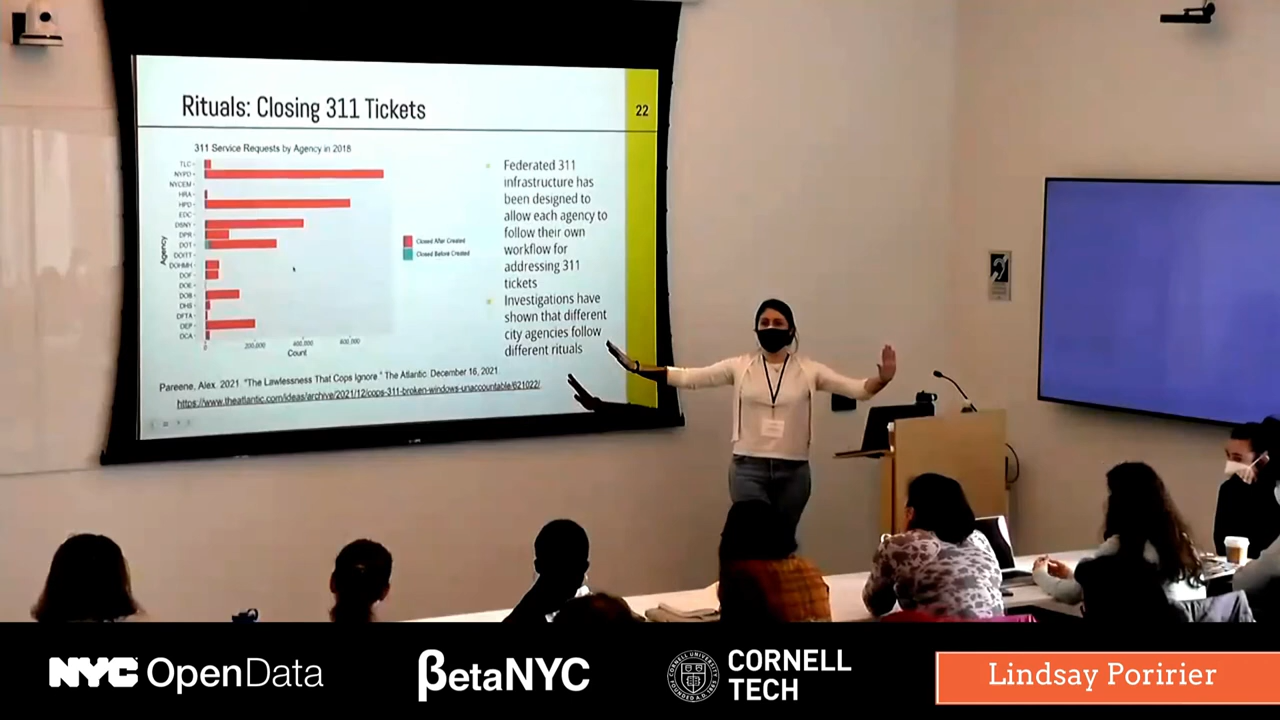 Rituals: Closing 311 Tickets
22
311 Service Requests by Agency in 2018
TLC
NYPD
NYCEM
HRA
HPD
EDC
DSNY
DPR
DOT
DOITT
DOHMH
DOF
DOE
DOB
DHS
DFTA
DEP
DCA
Agency
0
200,000
400,000
600,000
Count
Closed After Created
Closed Before Created
Federated 311
infrastructure has
been designed to
allow each agency to
follow their own
workflow for
addressing 311
tickets
Investigations have
shown that different
city agencies follow
different rituals
Pareene, Alex. 2021. "The Lawlessness That Cops Ignore." The Atlantic. December 16, 2021.
https://www.theatlantic.com/ideas/archive/2021/12/cops-311-broken-windows-unaccountable/621022/
NYC OpenData
βetaNYC
CORNELL
TECH
Lindsay Poririer